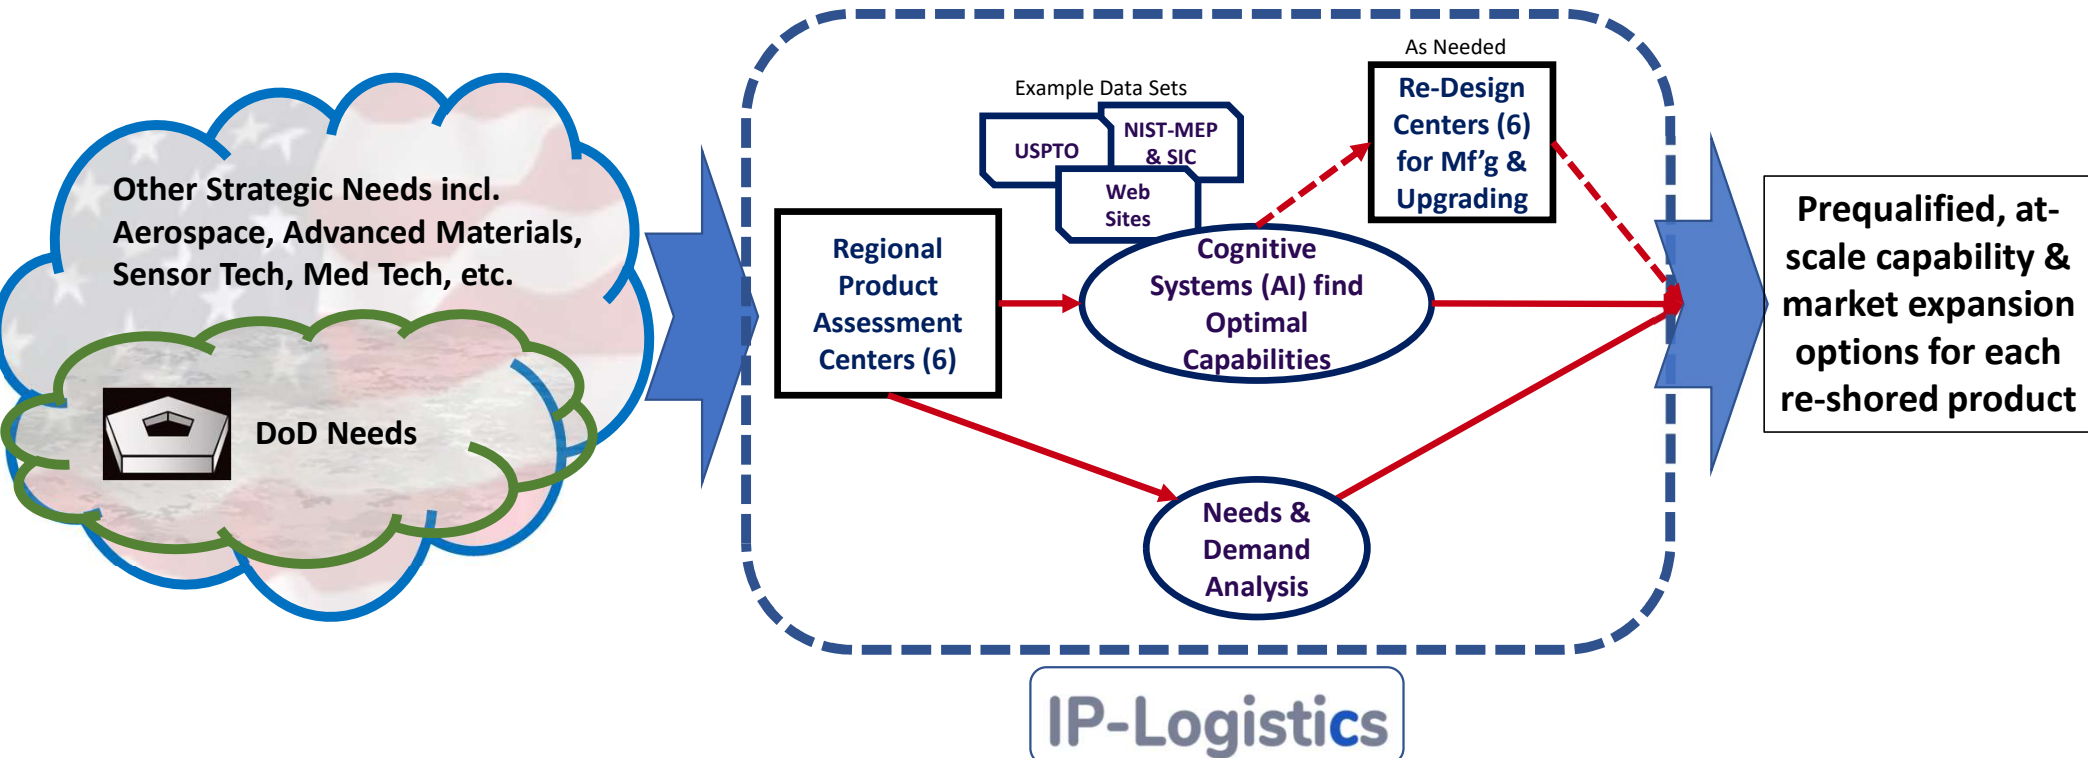 Other Strategic Needs incl.
Aerospace, Advanced Materials,
Sensor Tech, Med Tech, etc.
DoD Needs
Regional
Product
Assessment
Centers (6)
Example Data Sets
USPTO
NIST-MEP
& SIC
Web
Sites
Cognitive
Systems (AI) find
Optimal
Capabilities
As Needed
Re-Design
Centers (6)
for Mf’g &
Upgrading
Needs &
Demand
Analysis
Prequalified, at-
scale capability &
market expansion
options for each
re-shored product
IP-Logistics